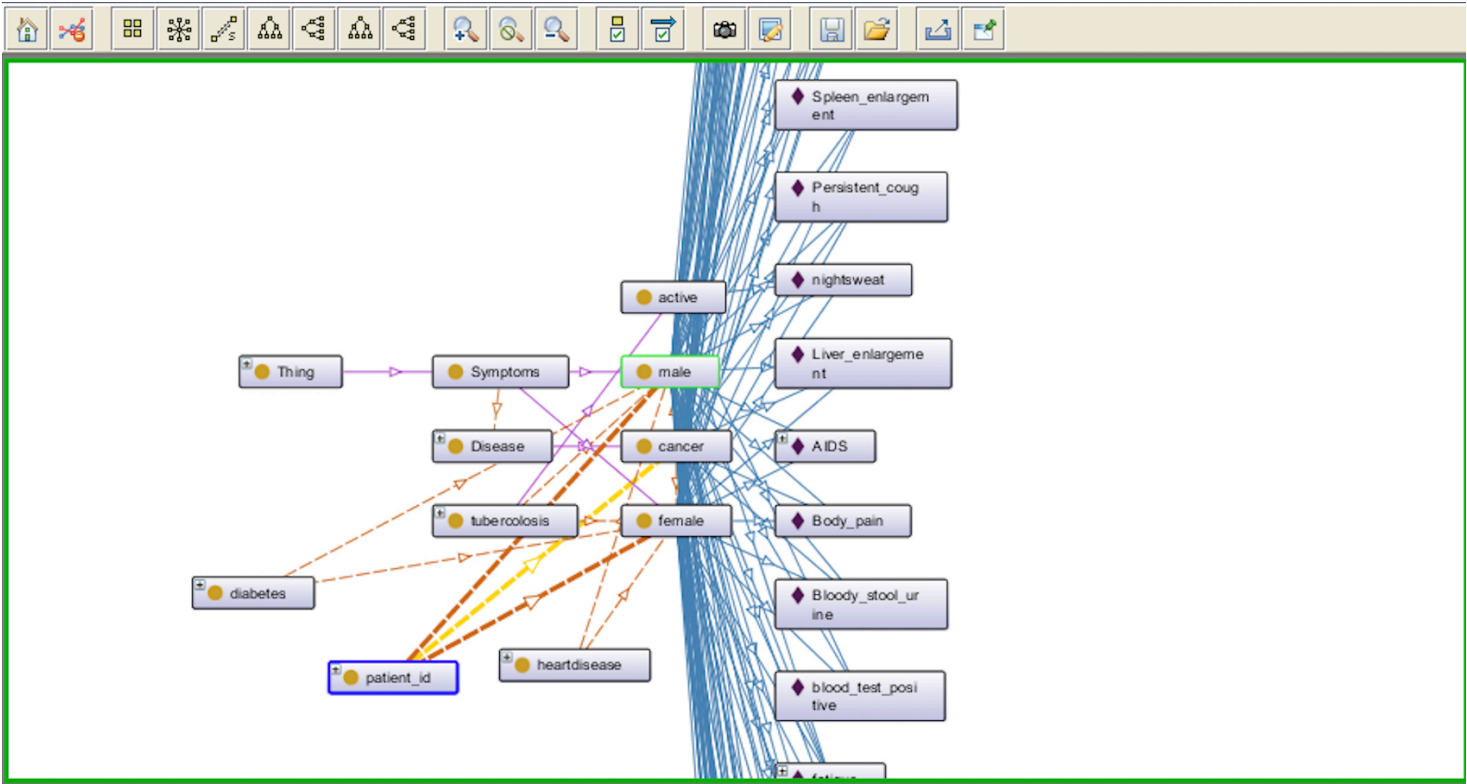 Spleen_enlargem
ent
Persistent_coug
h
nightsweat
active
Liver_enlargeme
nt
Thing
Symptoms
male
Disease
cancer
AIDS
tubercolosis
female
Body_pain
diabetes
Bloody_stool_ur
ine
heartdisease
patient_id
blood_test_posi
tive
fatigue